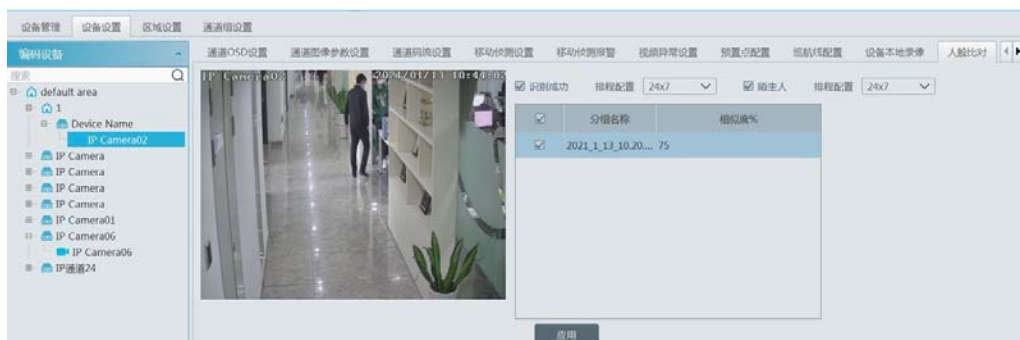 设备管理 设备设置 区域设置 通道组设置
编码设备
通道OSD设置 通道图像参数设置 通道码流设置 移动侦测设置 移动侦测报警 视频异常设置 预置点配置 巡航线配置 设备本地录像 人脸比对
搜索
default area
1
Device Name
IP Camera02
IP Camera
IP Camera
IP Camera
IP Camera
IP Camera01
IP Camera06
IP Camera06
IP通道24
IP Camera02 2024/01/13 10:44:02
识别成功 排程配置 24x7 陌生人 排程配置 24x7
分组名称 相似度%
2021_1_13_10.20.... 75
应用